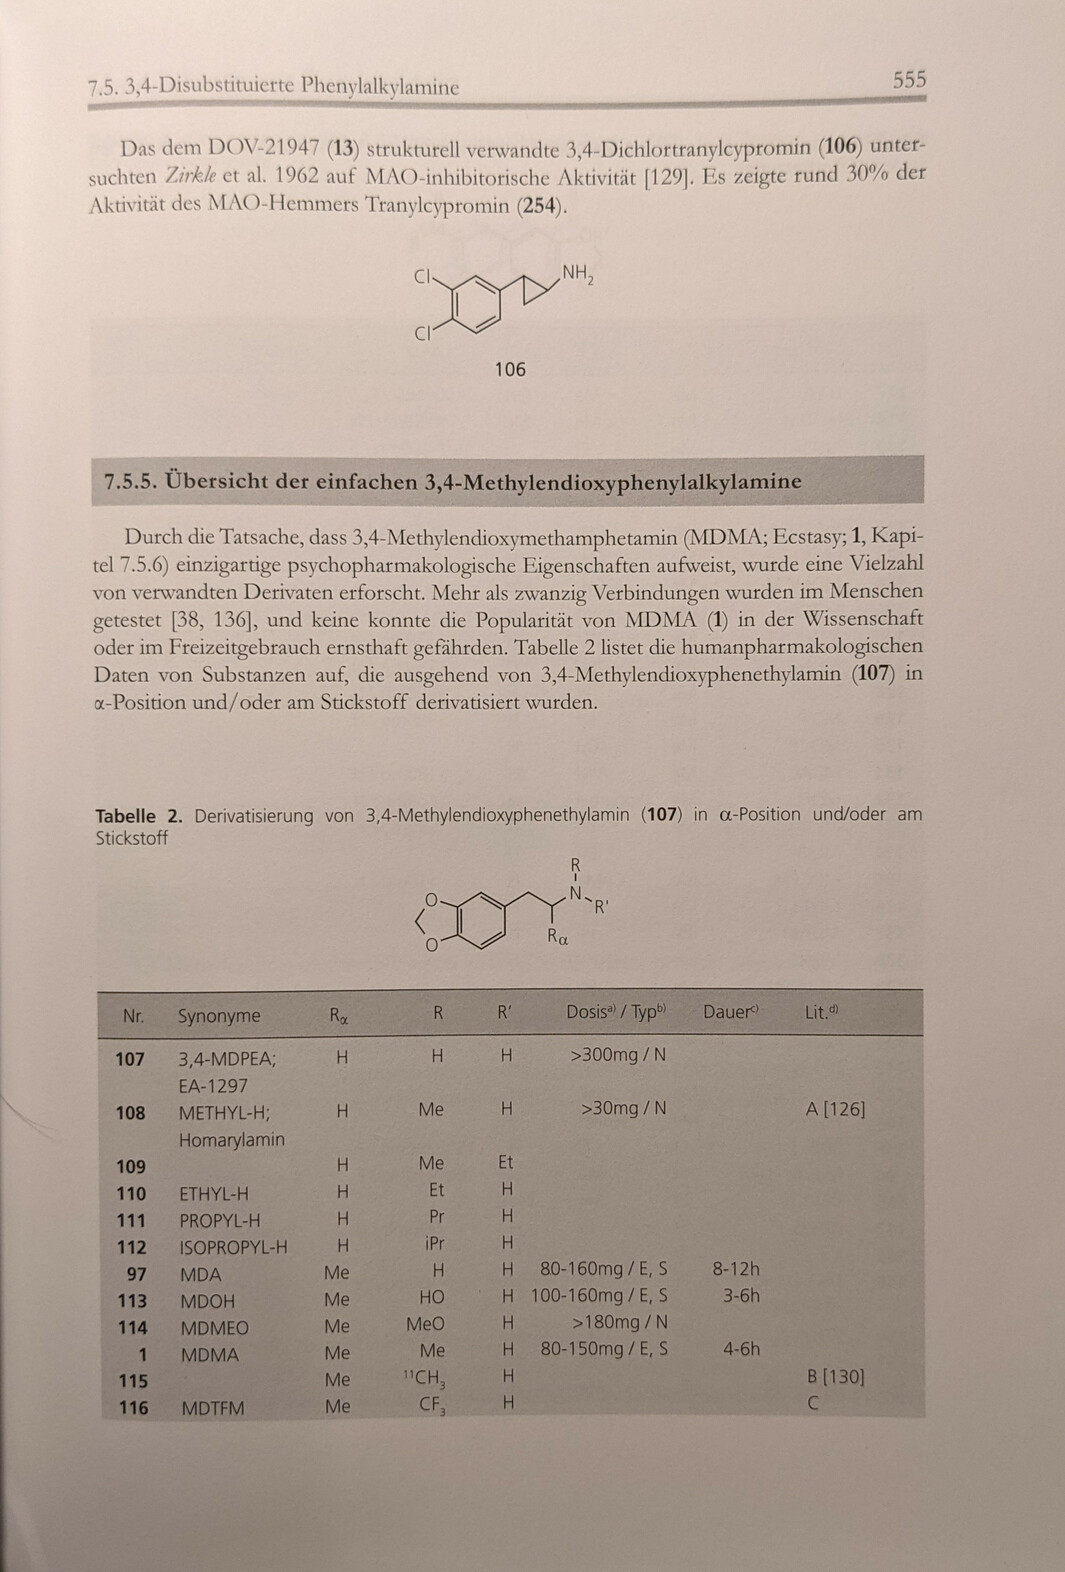 7.5. 3,4-Disubstituierte Phenylalkylamine 555
Das dem DOV-21947 (13) strukturell verwandte 3,4-Dichlortranylcypromin (106) unter-
suchten Zirkle et al. 1962 auf MAO-inhibitorische Aktivität [129]. Es zeigte rund 30% der
Aktivität des MAO-Hemmers Tranylcypromin (254).
Cl NH2
Cl
106
7.5.5. Übersicht der einfachen 3,4-Methylendioxyphenylalkylamine
Durch die Tatsache, dass 3,4-Methylendioxymethamphetamin (MDMA; Ecstasy; 1, Kapi-
tel 7.5.6) einzigartige psychopharmakologische Eigenschaften aufweist, wurde eine Vielzahl
von verwandten Derivaten erforscht. Mehr als zwanzig Verbindungen wurden im Menschen
getestet [38, 136], und keine konnte die Popularität von MDMA (1) in der Wissenschaft
oder im Freizeitgebrauch ernsthaft gefährden. Tabelle 2 listet die humanpharmakologischen
Daten von Substanzen auf, die ausgehend von 3,4-Methylendioxyphenethylamin (107) in
α-Position und/oder am Stickstoff derivatisiert wurden.
Tabelle 2. Derivatisierung von 3,4-Methylendioxyphenethylamin (107) in α-Position und/oder am
Stickstoff
R
O N R'
O Rα
Nr. Synonyme Rα R R' Dosis a) / Typ b) Dauer c) Lit. d)
107 3,4-MDPEA; H H H >300mg / N
EA-1297
108 METHYL-H; H Me H >30mg / N A [126]
Homarylamin
109 H Me Et
110 ETHYL-H H Et H
111 PROPYL-H H Pr H
112 ISOPROPYL-H H iPr H
97 MDA Me H H 80-160mg / E, S 8-12h
113 MDOH Me HO H 100-160mg / E, S 3-6h
114 MDMEO Me MeO H >180mg / N
1 MDMA Me Me H 80-150mg / E, S 4-6h
115 Me 11CH3 H B [130]
116 MDTFM Me CF3 H C